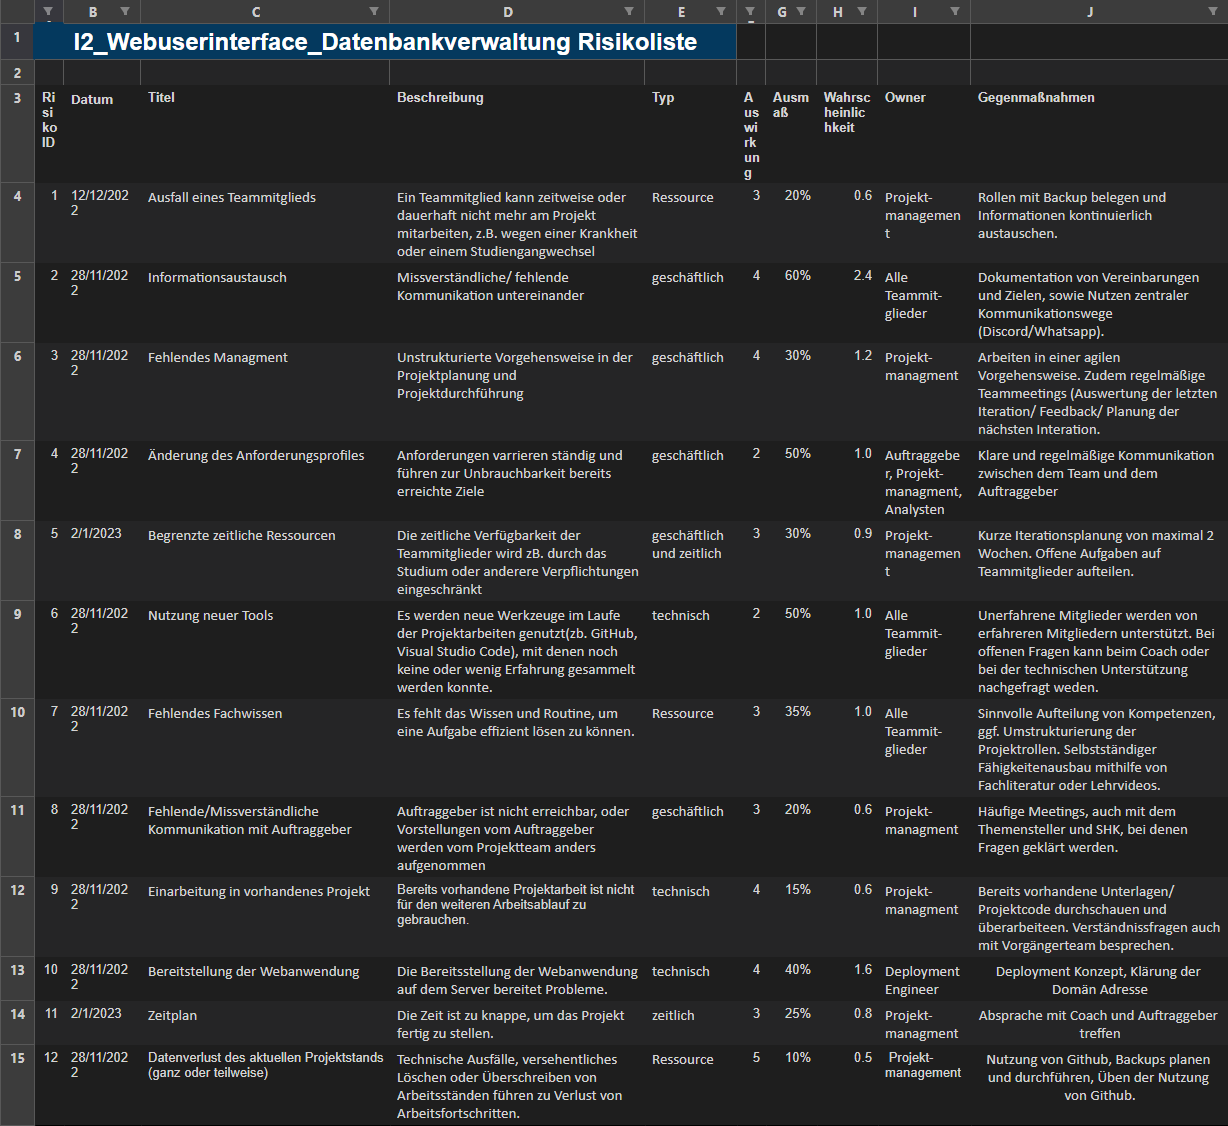 B C D E G H I J
1 I2_Webuserinterface_Datenbankverwaltung Risikoliste
2
3 Risiko ID Datum Titel Beschreibung Typ Auswirkung Ausmaß Wahrscheinlichkeit Owner Gegenmaßnahmen
4 1 12/12/2022 Ausfall eines Teammitglieds
Ein Teammitglied kann zeitweise oder
dauerhaft nicht mehr am Projekt
mitarbeiten, z.B. wegen einer Krankheit
oder einem Studiengangwechsel
Ressource 3 20% 0.6
Projekt-
managemen
t
Rollen mit Backup belegen und
Informationen kontinuierlich
austauschen.
5 2 28/11/2022 Informationsaustausch
Missverständliche/ fehlende
Kommunikation untereinander
geschäftlich 4 60% 2.4
Alle
Teammit-
glieder
Dokumentation von Vereinbarungen
und Zielen, sowie Nutzen zentraler
Kommunikationswege
(Discord/Whatsapp).
6 3 28/11/2022 Fehlendes Managment
Unstrukturierte Vorgehensweise in der
Projektplanung und
Projektdurchführung
geschäftlich 4 30% 1.2
Projekt-
managment
Arbeiten in einer agilen
Vorgehensweise. Zudem regelmäßige
Teammeetings (Auswertung der letzten
Iteration/ Feedback/ Planung der
nächsten Interation.
7 4 28/11/2022 Änderung des Anforderungsprofiles
Anforderungen varrieren ständig und
führen zur Unbrauchbarkeit bereits
erreichte Ziele
geschäftlich 2 50% 1.0
Auftraggebe
r, Projekt-
managment,
Analysten
Klare und regelmäßige Kommunikation
zwischen dem Team und dem
Auftraggeber
8 5 2/1/2023 Begrenzte zeitliche Ressourcen
Die zeitliche Verfügbarkeit der
Teammitglieder wird zB. durch das
Studium oder anderere Verpflichtungen
eingeschränkt
geschäftlich
und zeitlich
3 30% 0.9
Projekt-
managemen
t
Kurze Iterationsplanung von maximal 2
Wochen. Offene Aufgaben auf
Teammitglieder aufteilen.
9 6 28/11/2022 Nutzung neuer Tools
Es werden neue Werkzeuge im Laufe
der Projektarbeiten genutzt(zb. GitHub,
Visual Studio Code), mit denen noch
keine oder wenig Erfahrung gesammelt
werden konnte.
technisch 2 50% 1.0
Alle
Teammit-
glieder
Unerfahrene Mitglieder werden von
erfahreren Mitgliedern unterstützt. Bei
offenen Fragen kann beim Coach oder
bei der technischen Unterstützung
nachgefragt weden.
10 7 28/11/2022 Fehlendes Fachwissen
Es fehlt das Wissen und Routine, um
eine Aufgabe effizient lösen zu können.
Ressource 3 35% 1.0
Alle
Teammit-
glieder
Sinnvolle Aufteilung von Kompetenzen,
ggf. Umstrukturierung der
Projektrollen. Selbstständiger
Fähigkeitenausbau mithilfe von
Fachliteratur oder Lehrvideos.
11 8 28/11/2022 Fehlende/Missverständliche
Kommunikation mit Auftraggeber
Auftraggeber ist nicht erreichbar, oder
Vorstellungen vom Auftraggeber
werden vom Projektteam anders
aufgenommen
geschäftlich 3 20% 0.6
Projekt-
managment
Häufige Meetings, auch mit dem
Themensteller und SHK, bei denen
Fragen geklärt werden.
12 9 28/11/2022 Einarbeitung in vorhandenes Projekt
Bereits vorhandene Projektarbeit ist nicht
für den weiteren Arbeitsablauf zu
gebrauchen.
technisch 4 15% 0.6
Projekt-
managment
Bereits vorhandene Unterlagen/
Projektcode durchschauen und
überarbeiteen. Verständnissfragen auch
mit Vorgängerteam besprechen.
13 10 28/11/2022 Bereitstellung der Webanwendung
Die Bereitsstellung der Webanwendung
auf dem Server bereitet Probleme.
technisch 4 40% 1.6
Deployment
Engineer
Deployment Konzept, Klärung der
Domän Adresse
14 11 2/1/2023 Zeitplan
Die Zeit ist zu knappe, um das Projekt
fertig zu stellen.
zeitlich 3 25% 0.8
Projekt-
managment
Absprache mit Coach und Auftraggeber
treffen
15 12 28/11/2022 Datenverlust des aktuellen Projektstands
(ganz oder teilweise)
Technische Ausfälle, versehentliches
Löschen oder Überschreiben von
Arbeitsständen führen zu Verlust von
Arbeitsfortschritten.
Ressource 5 10% 0.5
Projekt-
management
Nutzung von Github, Backups planen
und durchführen, Üben der Nutzung
von Github.